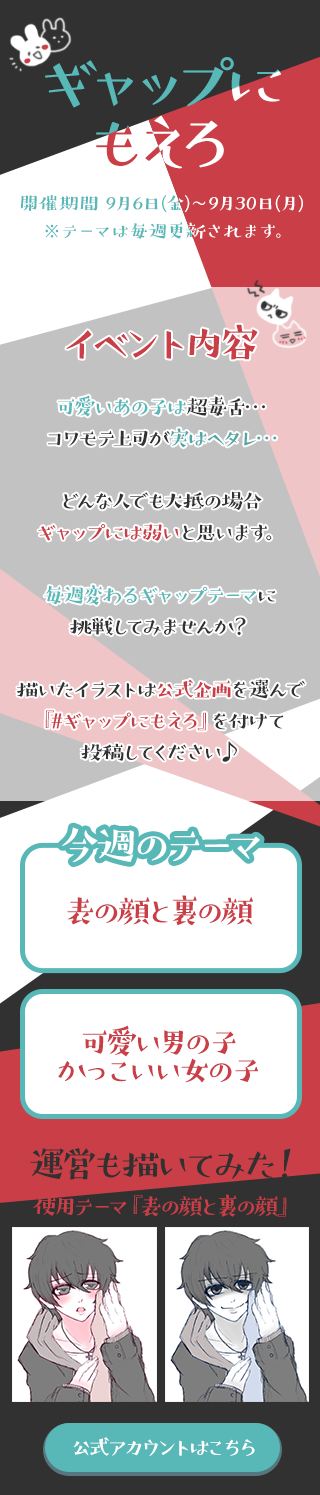 ギャップに
もえろ
開催期間 9月6日(金)~9月30日(月)
※テーマは毎週更新されます。
イベント内容
可愛いあの子は超毒舌…
コワモテ上司が実はヘタレ…
どんな人でも大抵の場合
ギャップには弱いと思います。
毎週変わるギャップテーマに
挑戦してみませんか?
描いたイラストは公式企画を選んで
『#ギャップにもえろ』を付けて
投稿してください♪
今週のテーマ
表の顔と裏の顔
可愛い男の子
かっこいい女の子
運営も描いてみた!
使用テーマ『表の顔と裏の顔』
公式アカウントはこちら